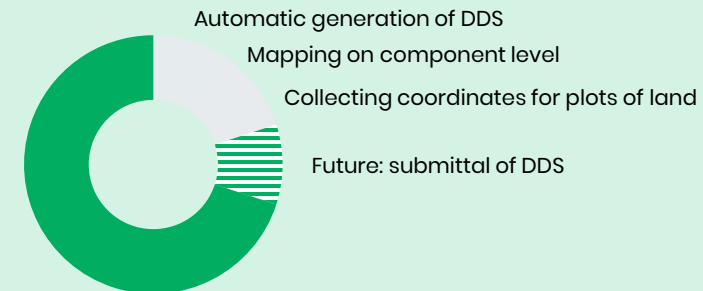 Automatic generation of DDS
Mapping on component level
Collecting coordinates for plots of land
Future: submittal of DDS